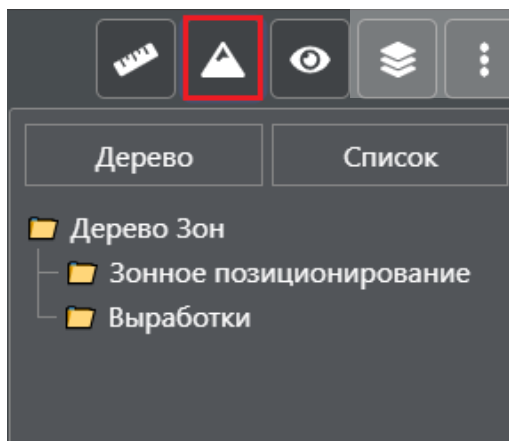 Дерево Список
Дерево Зон
Зонное позиционирование
Выработки